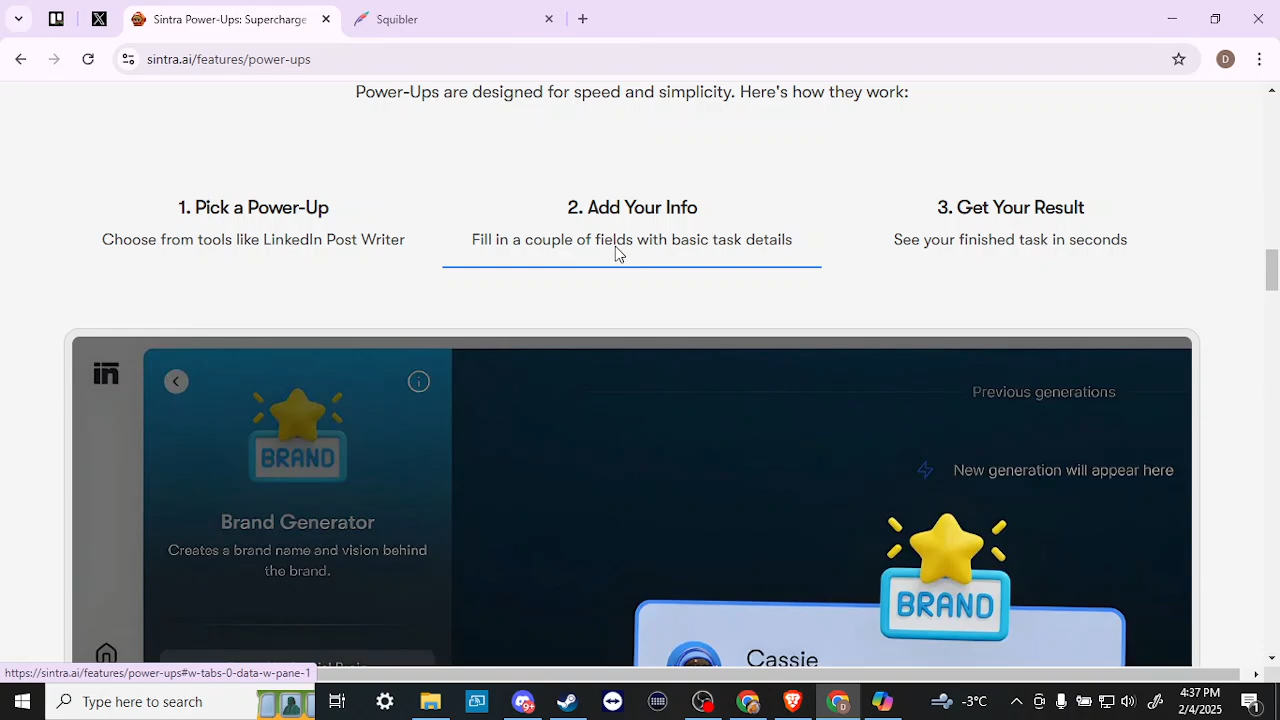 Sintra Power-Ups: Supercharge
Squibler
sintra.ai/features/power-ups
D
Power-Ups are designed for speed and simplicity. Here's how they work:
1. Pick a Power-Up
2. Add Your Info
3. Get Your Result
Choose from tools like LinkedIn Post Writer
Fill in a couple of fields with basic task details
See your finished task in seconds
in
Previous generations
BRAND
New generation will appear here
Brand Generator
Creates a brand name and vision behind
the brand.
BRAND
Cassie
https://sintra.ai/features/power-ups#w-tabs-0-data-w-pane-1
Type here to search
9+
D
-3°C
4:37 PM
2/4/2025
1